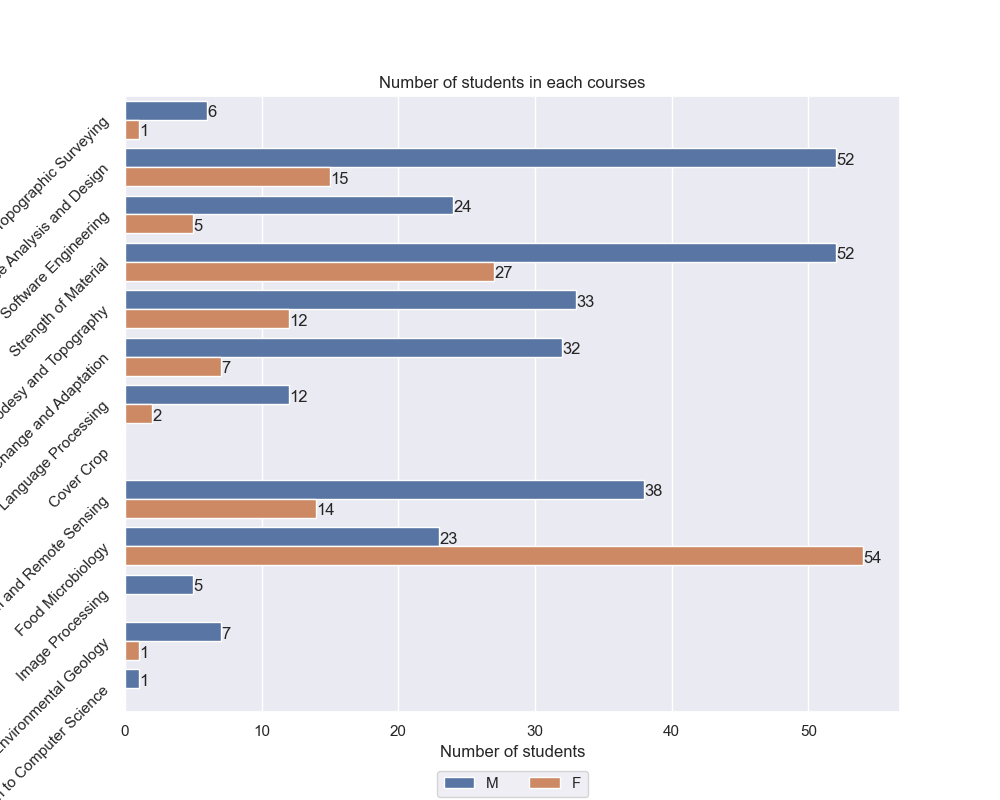 Number of students in each courses
Topographic Surveying
6
1
Analysis and Design
52
15
Software Engineering
24
5
Strength of Material
52
27
and Topography
33
12
and Adaptation
32
7
Language Processing
12
2
Cover Crop
and Remote Sensing
38
14
Food Microbiology
23
54
Image Processing
5
Environmental Geology
7
1
to Computer Science
1
0 10 20 30 40 50
Number of students
M F